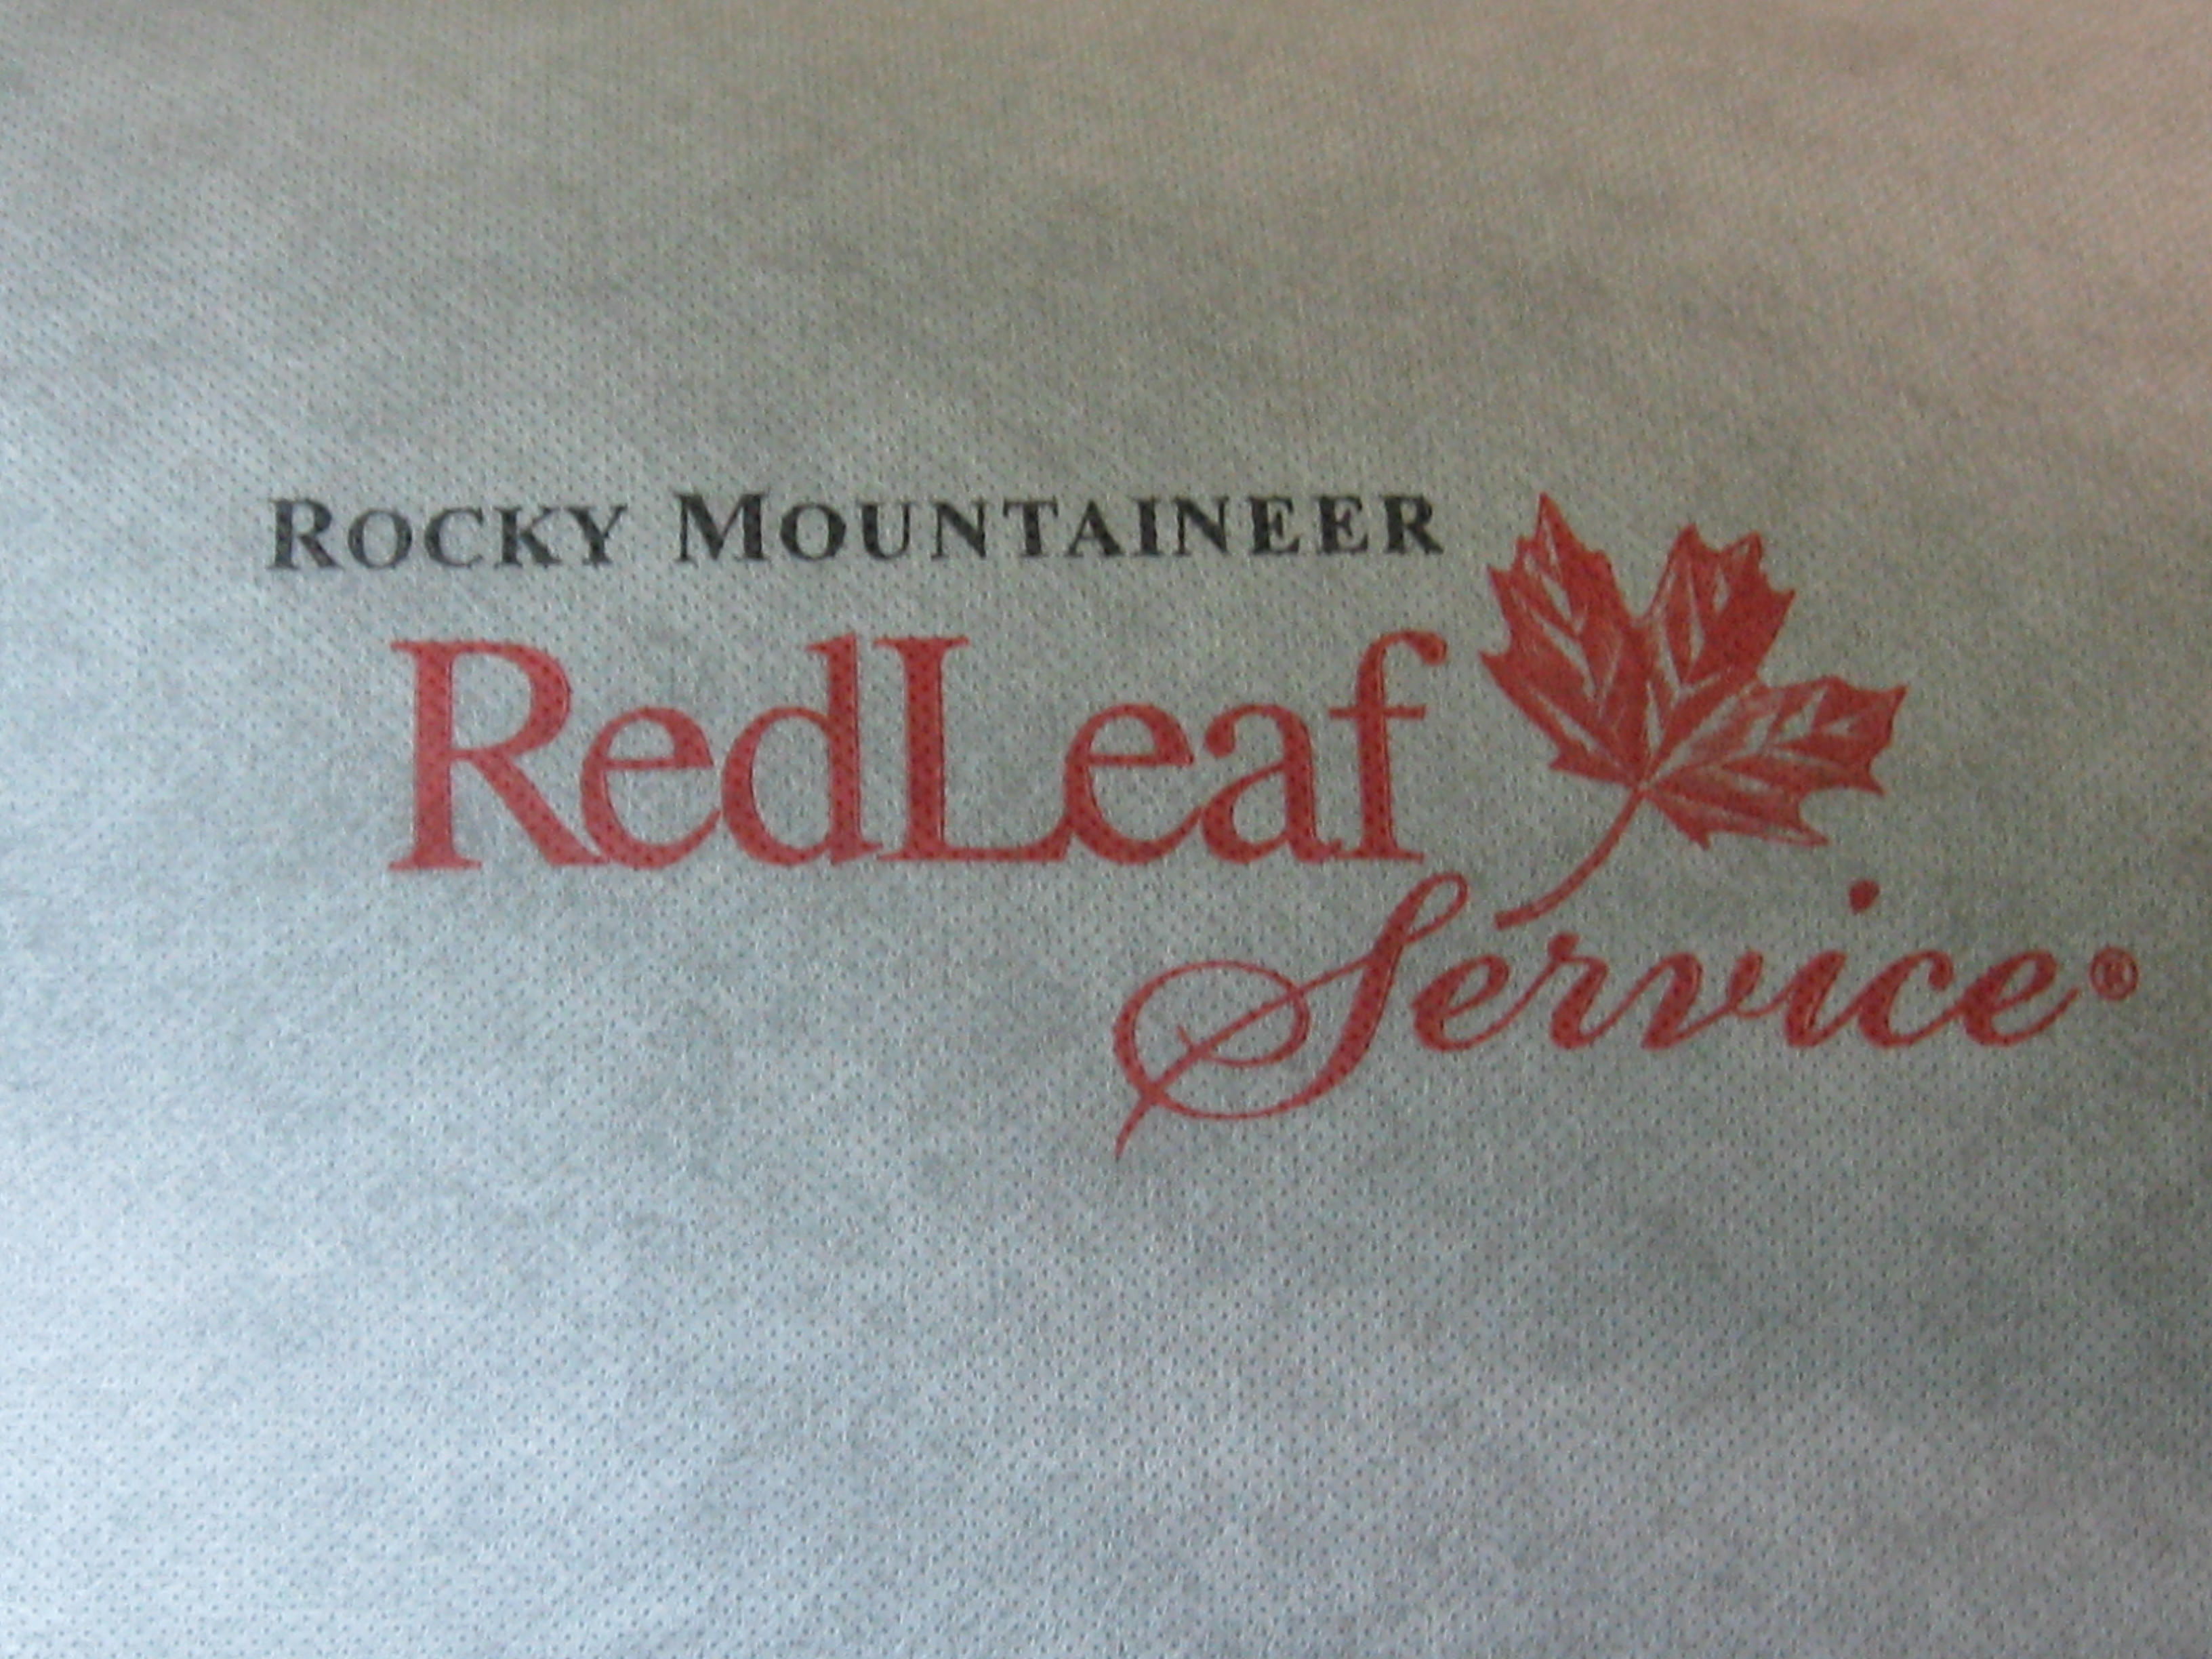 ROCKY MOUNTAINEER
RedLeaf
Service®